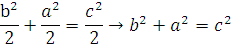 b²/2 + a²/2 = c²/2 → b² + a² = c²